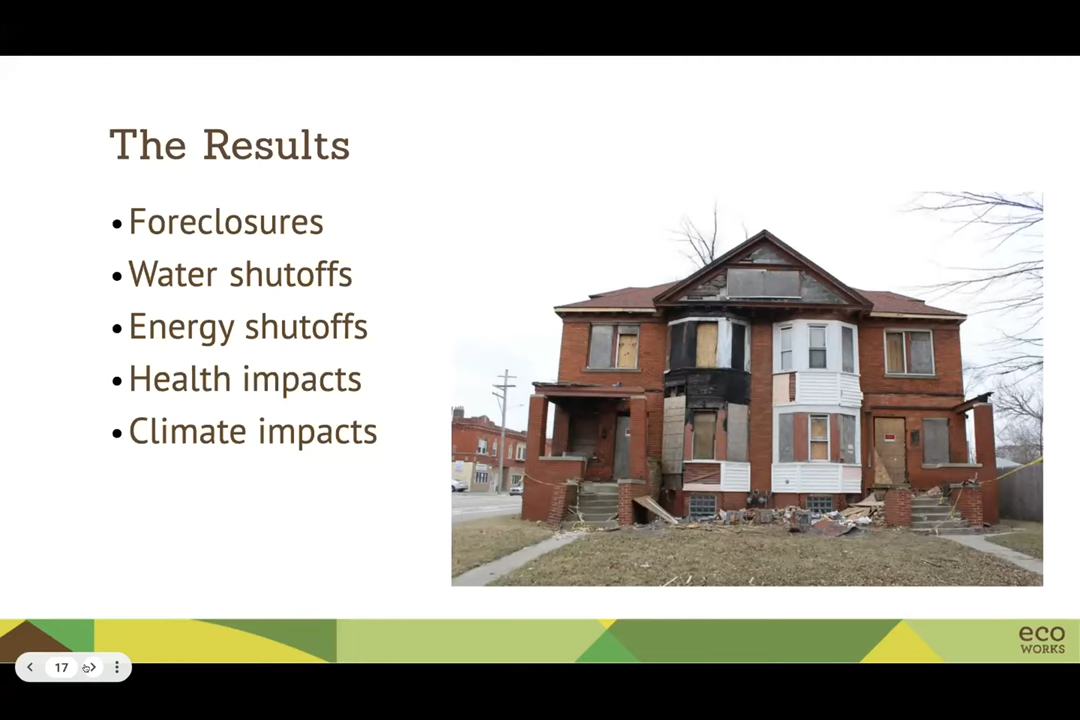 The Results
• Foreclosures
• Water shutoffs
• Energy shutoffs
• Health impacts
• Climate impacts
eco
WORKS
17